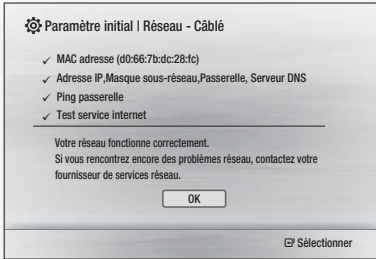 Paramètre initial | Réseau - Câblé
✓ MAC adresse (d0:66:7b:dc:28:fc)
✓ Adresse IP,Masque sous-réseau,Passerelle, Serveur DNS
✓ Ping passerelle
✓ Test service internet
Votre réseau fonctionne correctement.
Si vous rencontrez encore des problèmes réseau, contactez votre
fournisseur de services réseau.
OK
Sélectionner